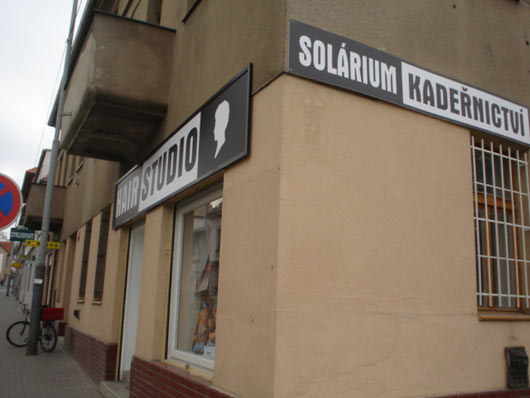 HAIR STUDIO
SOLÁRIUM KADEŘNICTVÍ